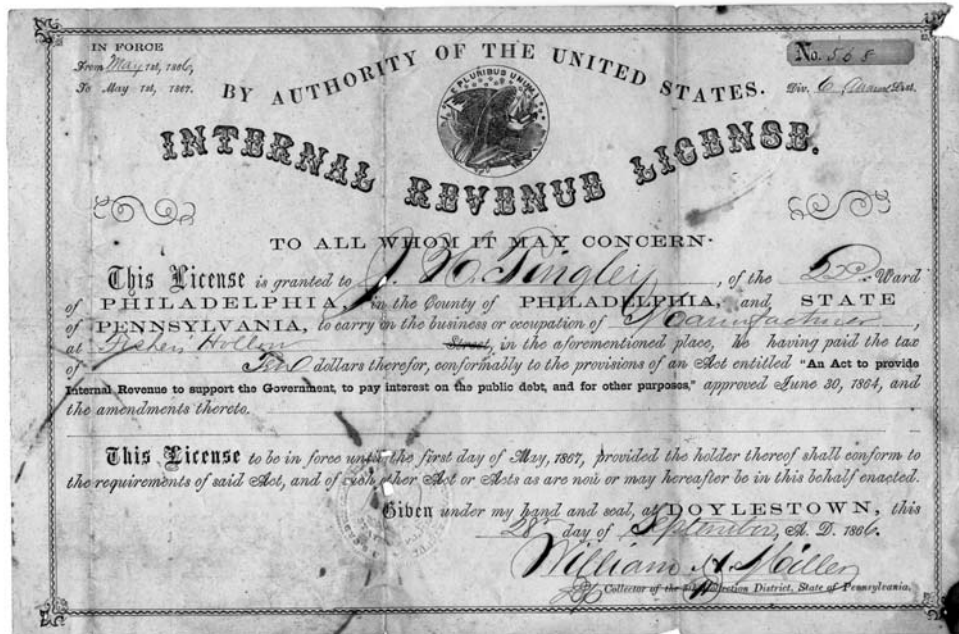 IN FORCE
From May 1st, 1866,
To May 1st, 1867.
No. 568
Div. 6
BY AUTHORITY OF THE UNITED STATES.
E PLURIBUS UNUM
INTERNAL REVENUE LICENSE.
TO ALL WHOM IT MAY CONCERN.
This License is granted to J. H. Tingley, of the 22d Ward
of PHILADELPHIA, in the County of PHILADELPHIA, and STATE
of PENNSYLVANIA, to carry on the business or occupation of Manufacturer,
at Fishers Hollow Street, in the aforementioned place, he having paid the tax
of Ten dollars therefor, conformably to the provisions of an Act entitled "An Act to provide
Internal Revenue to support the Government, to pay interest on the public debt, and for other purposes," approved June 30, 1864, and
the amendments thereto.
This License to be in force until the first day of May, 1867, provided the holder thereof shall conform to
the requirements of said Act, and of such other Act or Acts as are now or may hereafter be in this behalf enacted.
Given under my hand and seal, at DOYLESTOWN, this
28 day of September, A. D. 1866.
William H. Miller
Collector of the 5th Collection District, State of Pennsylvania.